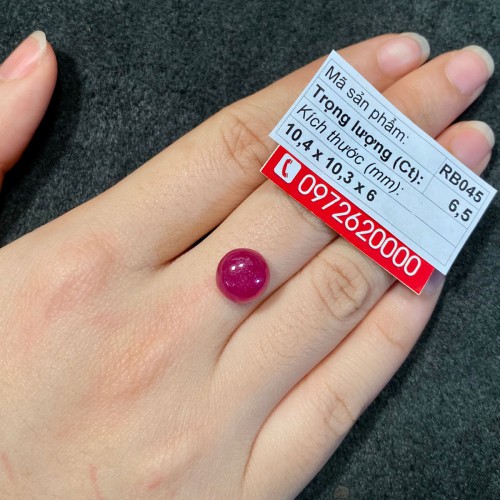 Mã sản phẩm: RB045
Trọng lượng (Ct): 6,5
Kích thước (mm):
10,4 x 10,3 x 6
0972620000